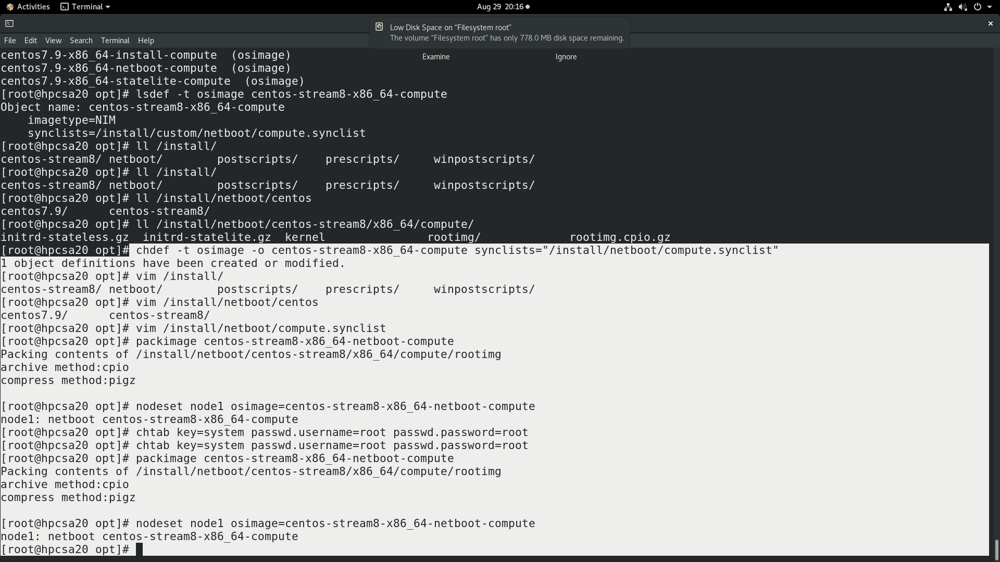 Activities Terminal Aug 29 20:16
Low Disk Space on “Filesystem root”
The volume “Filesystem root” has only 778.0 MB disk space remaining.
Examine Ignore
File Edit View Search Terminal Help
centos7.9-x86_64-install-compute  (osimage)
centos7.9-x86_64-netboot-compute  (osimage)
centos7.9-x86_64-statelite-compute  (osimage)
[root@hpcsa20 opt]# lsdef -t osimage centos-stream8-x86_64-compute
Object name: centos-stream8-x86_64-compute
    imagetype=NIM
    synclists=/install/custom/netboot/compute.synclist
[root@hpcsa20 opt]# ll /install/
centos-stream8/ netboot/        postscripts/    prescripts/     winpostscripts/
[root@hpcsa20 opt]# ll /install/
centos-stream8/ netboot/        postscripts/    prescripts/     winpostscripts/
[root@hpcsa20 opt]# ll /install/netboot/centos
centos7.9/      centos-stream8/
[root@hpcsa20 opt]# ll /install/netboot/centos-stream8/x86_64/compute/
initrd-stateless.gz  initrd-statelite.gz  kernel               rootimg/             rootimg.cpio.gz
[root@hpcsa20 opt]# chdef -t osimage -o centos-stream8-x86_64-compute synclists="/install/netboot/compute.synclist"
1 object definitions have been created or modified.
[root@hpcsa20 opt]# vim /install/
centos-stream8/ netboot/        postscripts/    prescripts/     winpostscripts/
[root@hpcsa20 opt]# vim /install/netboot/centos
centos7.9/      centos-stream8/
[root@hpcsa20 opt]# vim /install/netboot/compute.synclist
[root@hpcsa20 opt]# packimage centos-stream8-x86_64-netboot-compute
Packing contents of /install/netboot/centos-stream8/x86_64/compute/rootimg
archive method:cpio
compress method:pigz
[root@hpcsa20 opt]# nodeset node1 osimage=centos-stream8-x86_64-netboot-compute
node1: netboot centos-stream8-x86_64-compute
[root@hpcsa20 opt]# chtab key=system passwd.username=root passwd.password=root
[root@hpcsa20 opt]# chtab key=system passwd.username=root passwd.password=root
[root@hpcsa20 opt]# packimage centos-stream8-x86_64-netboot-compute
Packing contents of /install/netboot/centos-stream8/x86_64/compute/rootimg
archive method:cpio
compress method:pigz
[root@hpcsa20 opt]# nodeset node1 osimage=centos-stream8-x86_64-netboot-compute
node1: netboot centos-stream8-x86_64-compute
[root@hpcsa20 opt]#